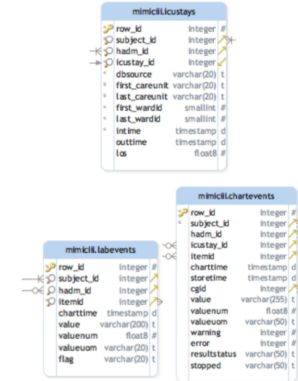 mimiciii.icustays
row_id integer #
subject_id integer
hadm_id integer
icustay_id integer
* dbsource varchar(20) t
* first_careunit varchar(20) t
* last_careunit varchar(20) t
* first_wardid smallint #
* last_wardid smallint #
* intime timestamp d
outtime timestamp d
los float8 #
mimiciii.chartevents
row_id integer #
* subject_id integer
hadm_id integer
icustay_id integer
itemid integer
charttime timestamp d
storetime timestamp d
cgid integer
value varchar(255) t
valuenum float8 #
valueuom varchar(50) t
warning integer #
error integer #
resultstatus varchar(50) t
stopped varchar(50) t
mimiciii.labevents
row_id integer #
subject_id integer
hadm_id integer
itemid integer
charttime timestamp d
value varchar(200) t
valuenum float8 #
valueuom varchar(20) t
flag varchar(20) t